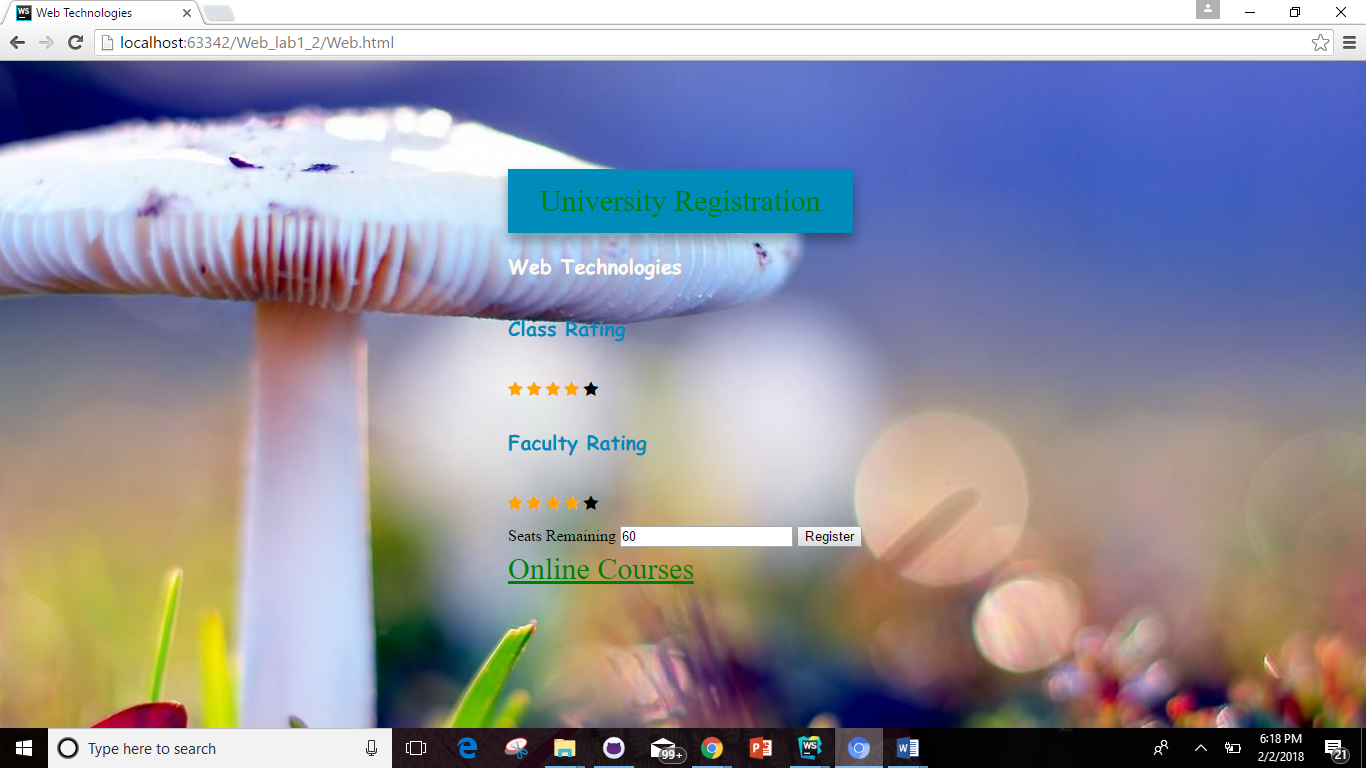 Web Technologies
localhost:63342/Web_lab1_2/Web.html
University Registration
Web Technologies
Class Rating
Faculty Rating
Seats Remaining 60 Register
Online Courses
Type here to search
99+
6:18 PM
2/2/2018
21